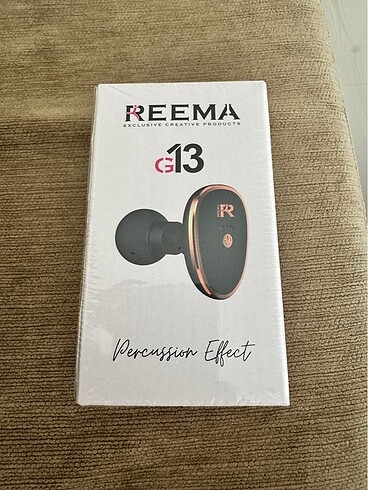 REEMA
EXCLUSIVE CREATIVE PRODUCTS
G13
R
Percussion Effect